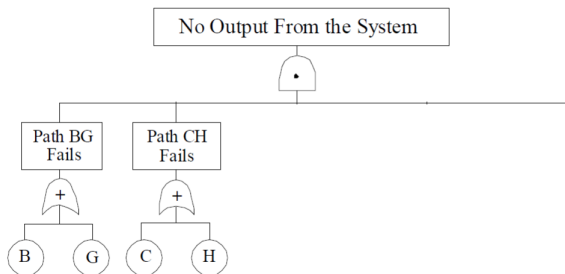 No Output From the System
Path BG
Fails
Path CH
Fails
+
+
B
G
C
H